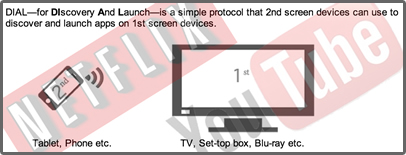 DIAL—for DIscovery And Launch—is a simple protocol that 2nd screen devices can use to
discover and launch apps on 1st screen devices.
NETFLIX
YouTube
2nd
1st
Tablet, Phone etc.
TV, Set-top box, Blu-ray etc.